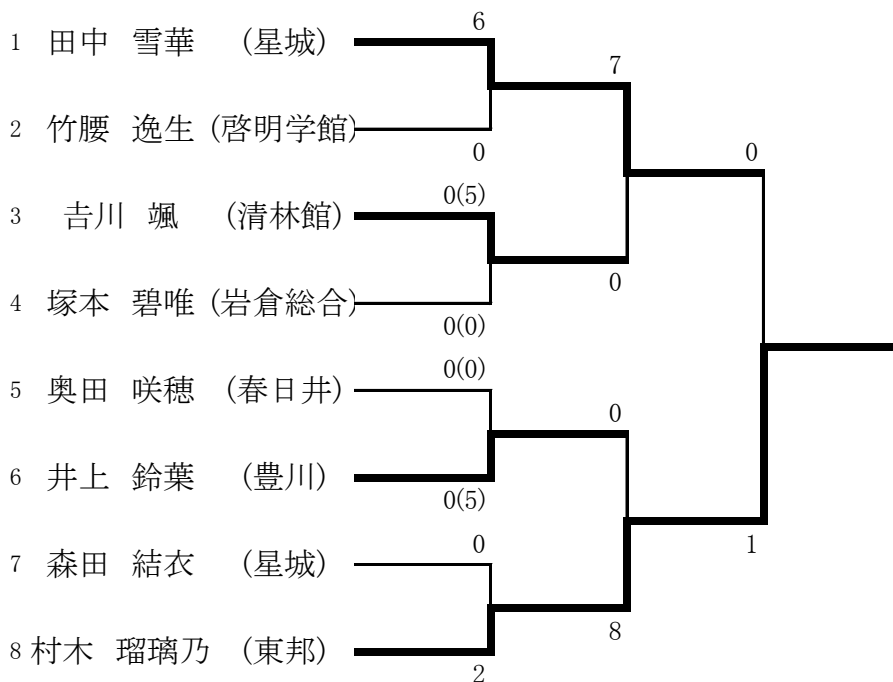 6
1 田中 雪華 (星城)
7
2 竹腰 逸生 (啓明学館)
0
0
0(5)
3 𠮷川 颯 (清林館)
0
4 塚本 碧唯 (岩倉総合)
0(0)
0(0)
5 奥田 咲穂 (春日井)
0
6 井上 鈴葉 (豊川)
0(5)
0
1
7 森田 結衣 (星城)
8
8 村木 瑠璃乃 (東邦)
2